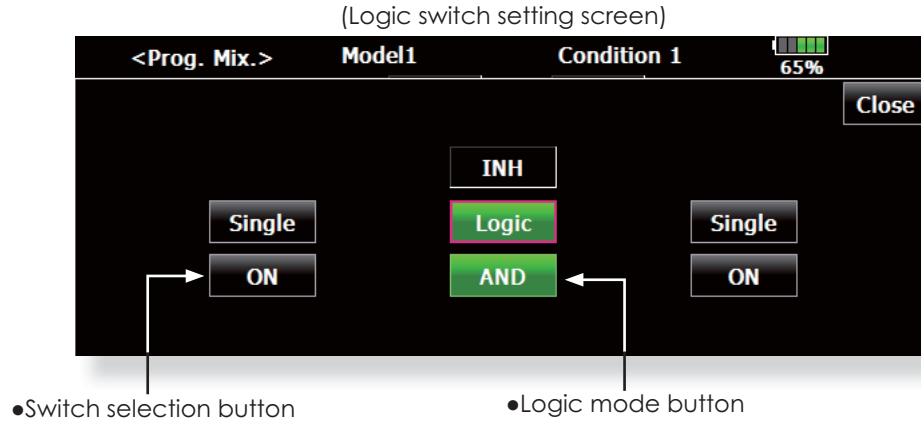 (Logic switch setting screen)
<Prog. Mix.> Model1 Condition 1 65%
Close
INH
Single Logic Single
ON AND ON
●Switch selection button ●Logic mode button